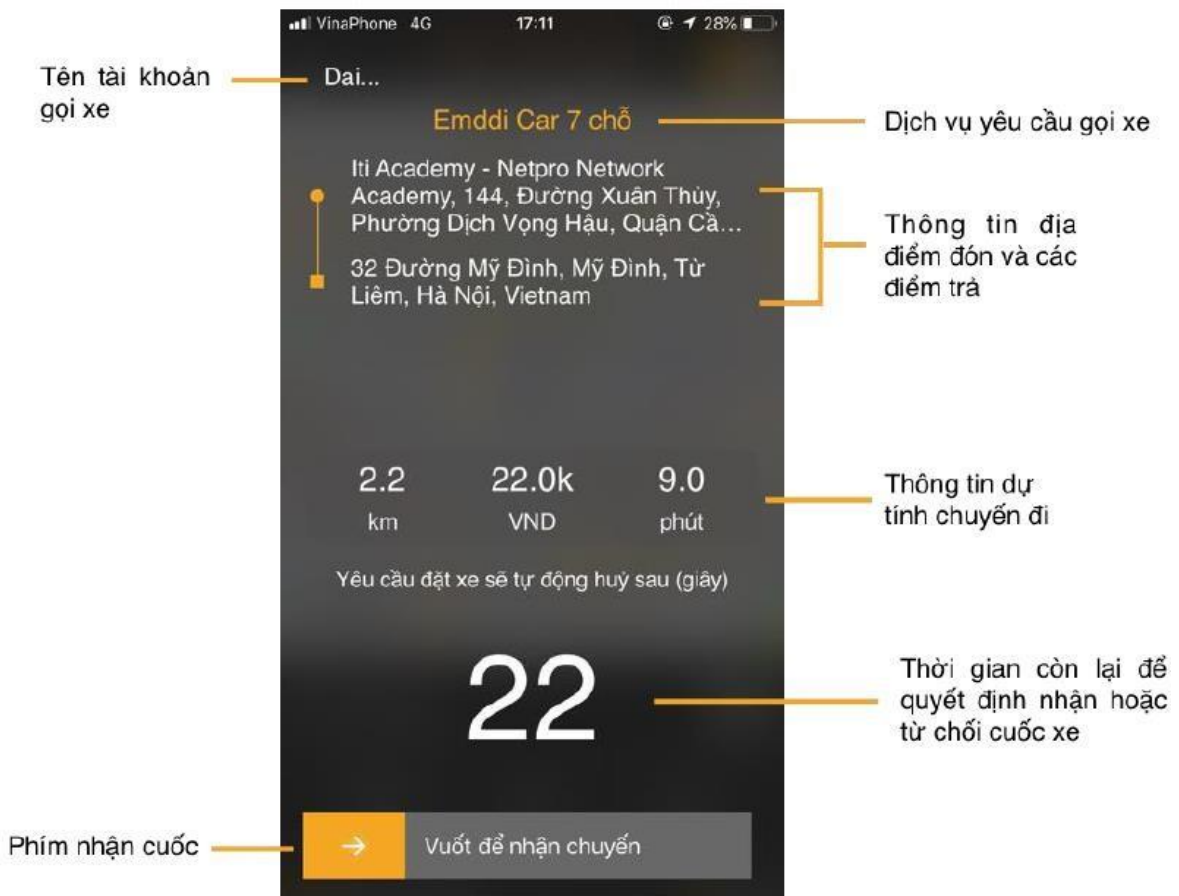 VinaPhone 4G 17:11 28%
Tên tài khoản
gọi xe
Dai...
Emddi Car 7 chỗ
Dịch vụ yêu cầu gọi xe
Iti Academy - Netpro Network
Academy, 144, Đường Xuân Thủy,
Phường Dịch Vọng Hậu, Quận Cầ...
32 Đường Mỹ Đình, Mỹ Đình, Từ
Liêm, Hà Nội, Vietnam
Thông tin địa
điểm đón và các
điểm trả
2.2 22.0k 9.0
km VND phút
Thông tin dự
tính chuyến đi
Yêu cầu đặt xe sẽ tự động huỷ sau (giây)
22
Thời gian còn lại để
quyết định nhận hoặc
từ chối cuốc xe
Phím nhận cuốc
Vuốt để nhận chuyến